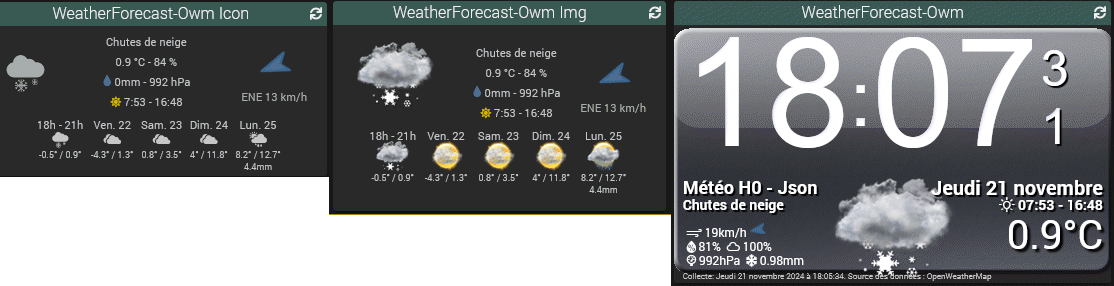 WeatherForecast-Owm Icon
Chutes de neige
0.9 °C - 84 %
0mm - 992 hPa
7:53 - 16:48
ENE 13 km/h
18h - 21h Ven. 22 Sam. 23 Dim. 24 Lun. 25
-0.5° / 0.9° -4.3° / 1.3° 0.8° / 3.5° 4° / 11.8° 8.2° / 12.7°
4.4mm
WeatherForecast-Owm Img
Chutes de neige
0.9 °C - 84 %
0mm - 992 hPa
7:53 - 16:48
ENE 13 km/h
18h - 21h Ven. 22 Sam. 23 Dim. 24 Lun. 25
-0.5° / 0.9° -4.3° / 1.3° 0.8° / 3.5° 4° / 11.8° 8.2° / 12.7°
4.4mm
WeatherForecast-Owm
18:07
3
1
Météo H0 - Json
Jeudi 21 novembre
Chutes de neige
07:53 - 16:48
19km/h
0.9°C
81% 100%
992hPa 0.98mm
Collecte: Jeudi 21 novembre 2024 à 18:05:34. Source des données : OpenWeatherMap